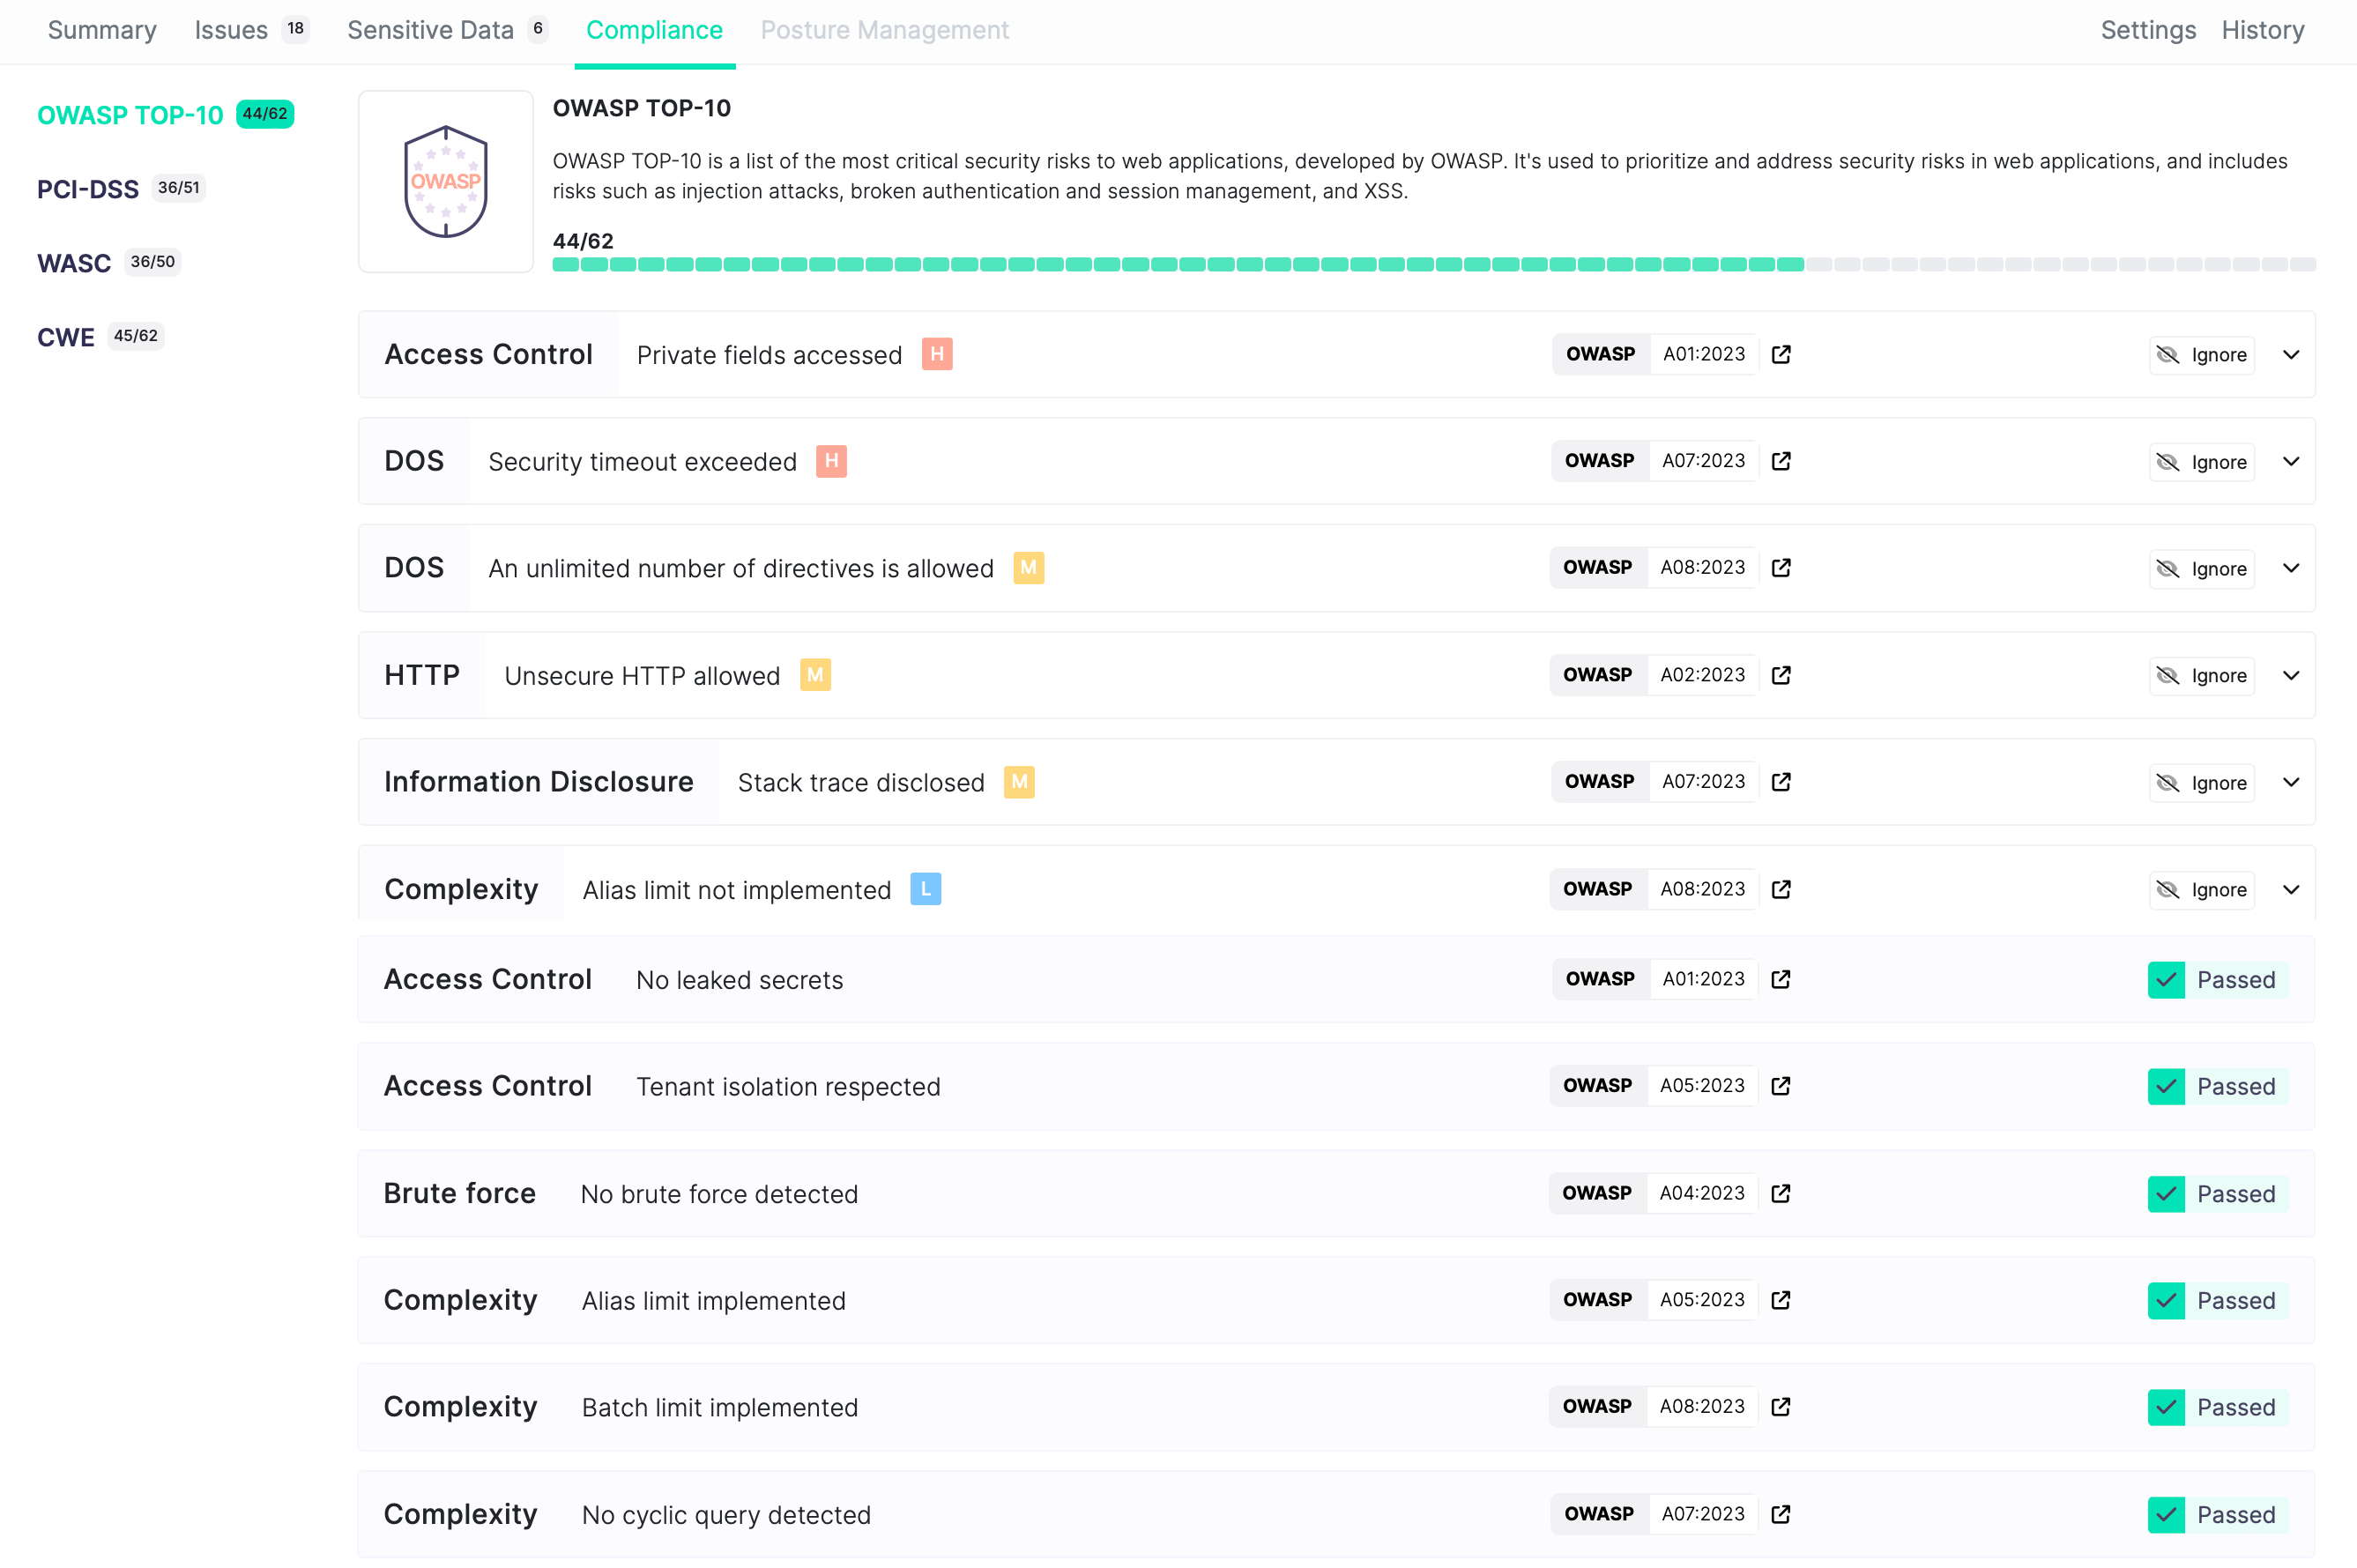 Summary Issues 18 Sensitive Data 6 Compliance Posture Management Settings History
OWASP TOP-10 44/62
PCI-DSS 36/51
WASC 36/50
CWE 45/62
OWASP
OWASP TOP-10
OWASP TOP-10 is a list of the most critical security risks to web applications, developed by OWASP. It's used to prioritize and address security risks in web applications, and includes
risks such as injection attacks, broken authentication and session management, and XSS.
44/62
Access Control Private fields accessed H OWASP A01:2023 Ignore
DOS Security timeout exceeded H OWASP A07:2023 Ignore
DOS An unlimited number of directives is allowed M OWASP A08:2023 Ignore
HTTP Unsecure HTTP allowed M OWASP A02:2023 Ignore
Information Disclosure Stack trace disclosed M OWASP A07:2023 Ignore
Complexity Alias limit not implemented L OWASP A08:2023 Ignore
Access Control No leaked secrets OWASP A01:2023 Passed
Access Control Tenant isolation respected OWASP A05:2023 Passed
Brute force No brute force detected OWASP A04:2023 Passed
Complexity Alias limit implemented OWASP A05:2023 Passed
Complexity Batch limit implemented OWASP A08:2023 Passed
Complexity No cyclic query detected OWASP A07:2023 Passed